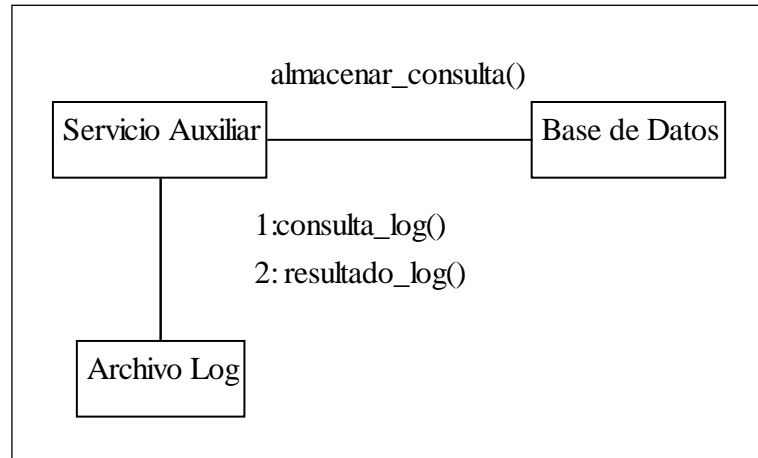 almacenar_consulta()
Servicio Auxiliar
Base de Datos
1:consulta_log()
2: resultado_log()
Archivo Log